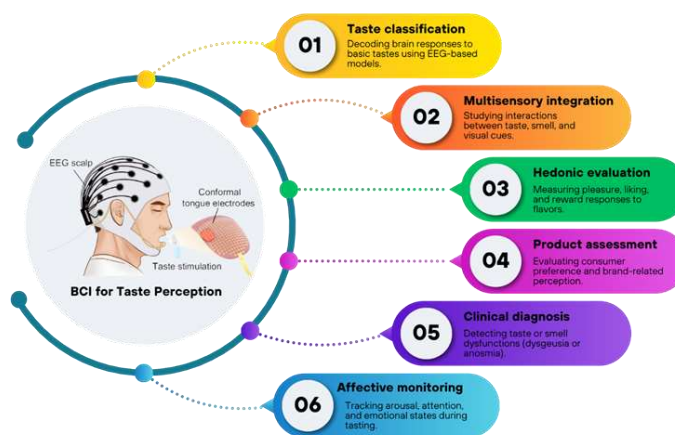 01
Taste classification
Decoding brain responses to
basic tastes using EEG-based
models.
02
Multisensory integration
Studying interactions
between taste, smell, and
visual cues.
EEG scalp
Conformal
tongue electrodes
Taste stimulation
BCI for Taste Perception
03
Hedonic evaluation
Measuring pleasure, liking,
and reward responses to
flavors.
04
Product assessment
Evaluating consumer
preference and brand-related
perception.
05
Clinical diagnosis
Detecting taste or smell
dysfunctions (dysgeusia or
anosmia).
06
Affective monitoring
Tracking arousal, attention,
and emotional states during
tasting.